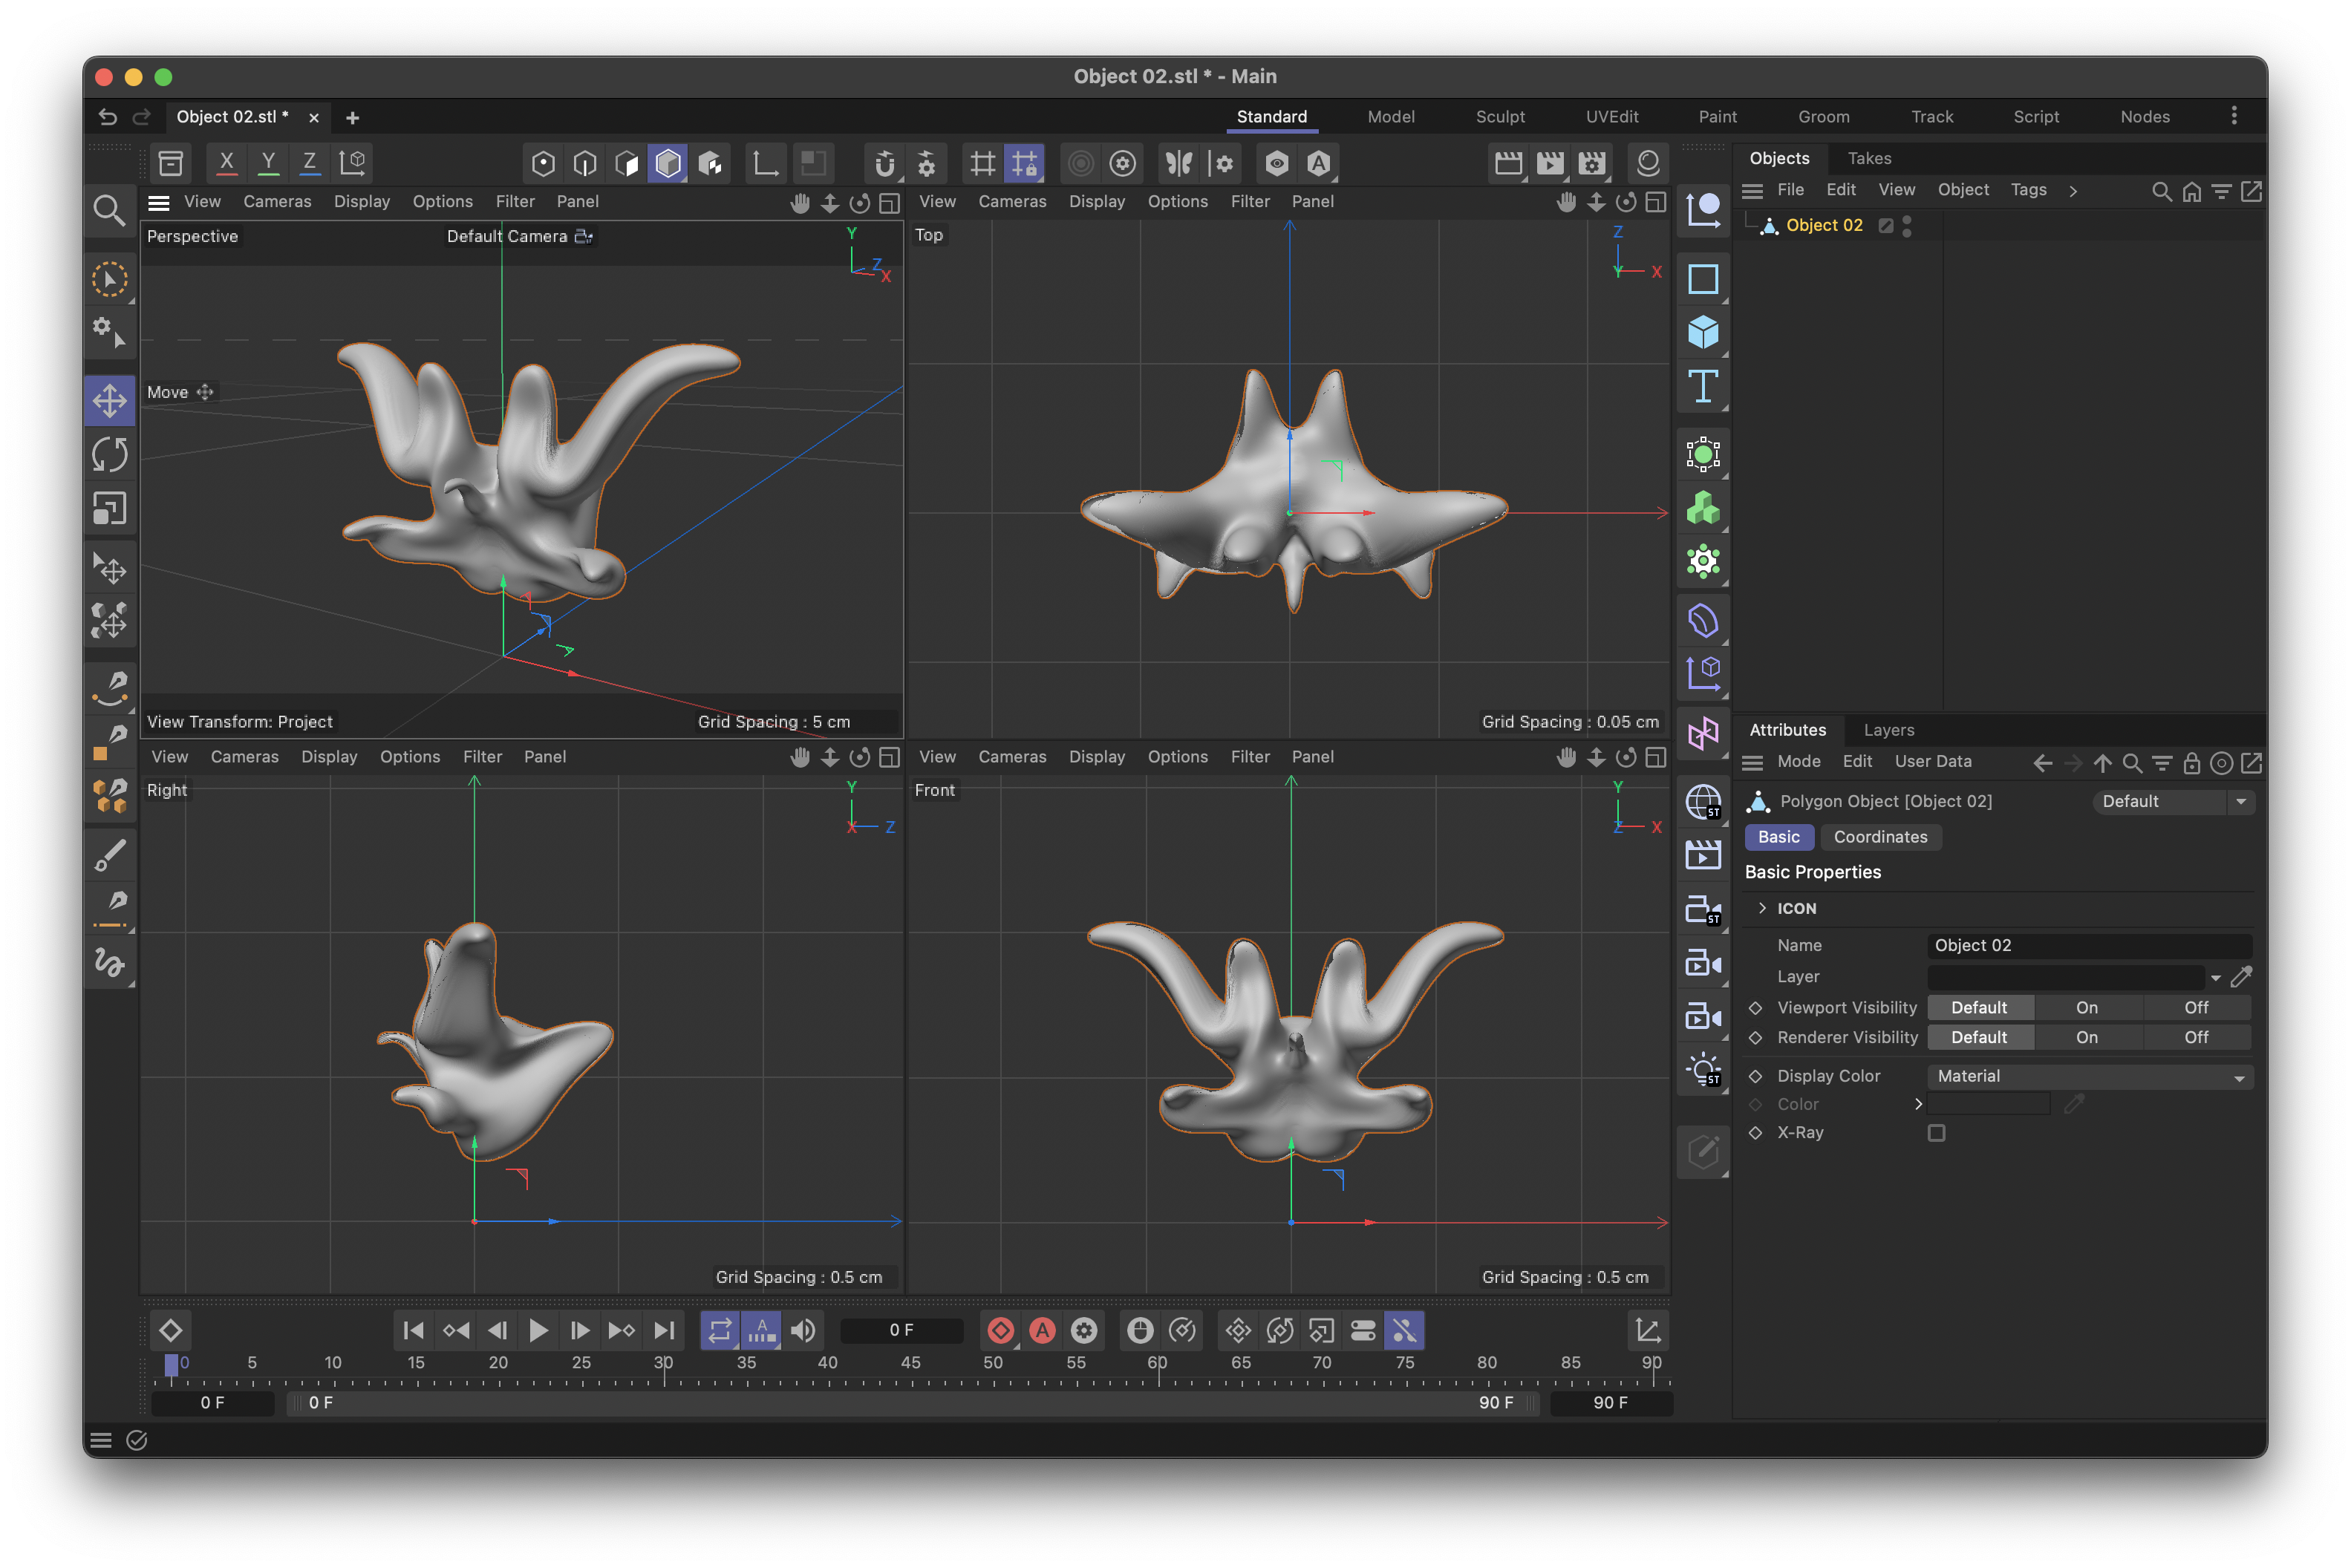 Object 02.stl * - Main
Object 02.stl *
Standard Model Sculpt UVEdit Paint Groom Track Script Nodes
X Y Z
Objects Takes
File Edit View Object Tags
Object 02
View Cameras Display Options Filter Panel
Perspective Default Camera
Y Z X
Move
View Transform: Project Grid Spacing : 5 cm
View Cameras Display Options Filter Panel
Top
Z Y X
Grid Spacing : 0.05 cm
View Cameras Display Options Filter Panel
Right
Y X Z
Grid Spacing : 0.5 cm
View Cameras Display Options Filter Panel
Front
Y Z X
Grid Spacing : 0.5 cm
ST
ST
ST
Attributes Layers
Mode Edit User Data
Polygon Object [Object 02] Default
Basic Coordinates
Basic Properties
ICON
Name Object 02
Layer
Viewport Visibility Default On Off
Renderer Visibility Default On Off
Display Color Material
Color
X-Ray
A 0 F A
0 5 10 15 20 25 30 35 40 45 50 55 60 65 70 75 80 85 90
0 F 0 F 90 F 90 F